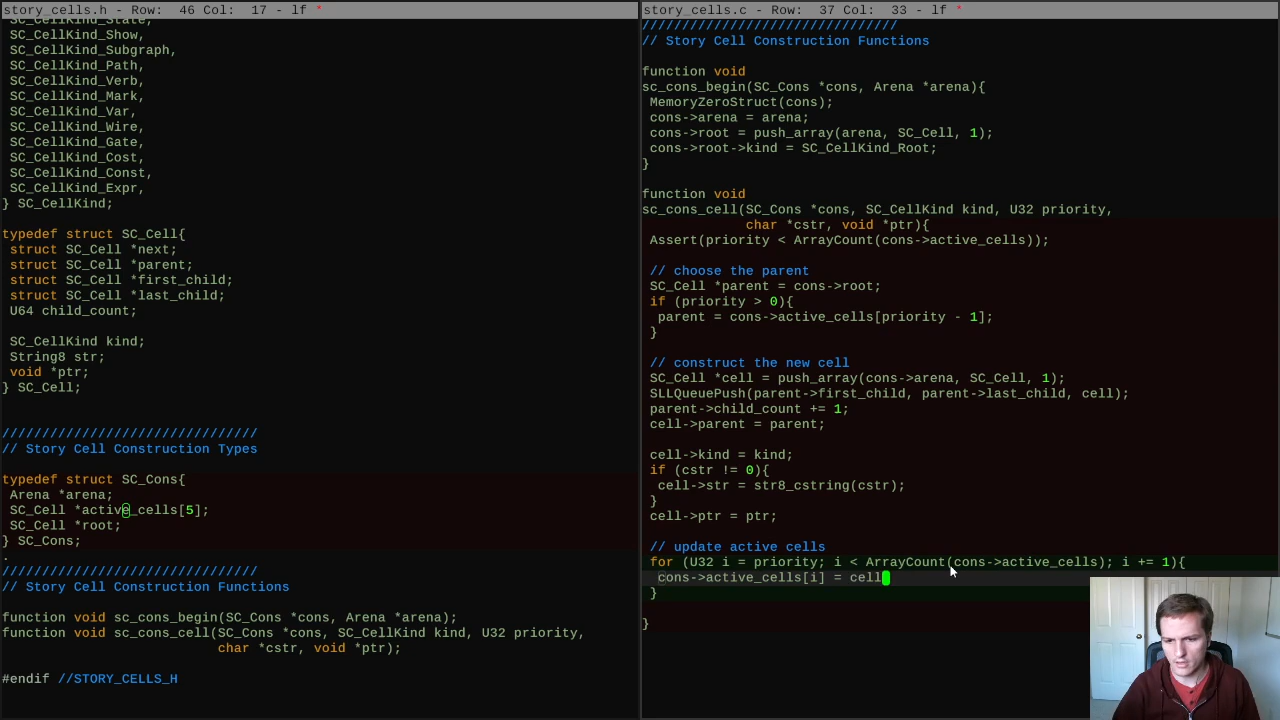 story_cells.h - Row:  46 Col:  17 - lf *
SC_CellKind_State,
SC_CellKind_Show,
SC_CellKind_Subgraph,
SC_CellKind_Path,
SC_CellKind_Verb,
SC_CellKind_Mark,
SC_CellKind_Var,
SC_CellKind_Wire,
SC_CellKind_Gate,
SC_CellKind_Cost,
SC_CellKind_Const,
SC_CellKind_Expr,
} SC_CellKind;
typedef struct SC_Cell{
struct SC_Cell *next;
struct SC_Cell *parent;
struct SC_Cell *first_child;
struct SC_Cell *last_child;
U64 child_count;
SC_CellKind kind;
String8 str;
void *ptr;
} SC_Cell;
////////////////////////////////
// Story Cell Construction Types
typedef struct SC_Cons{
Arena *arena;
SC_Cell *active_cells[5];
SC_Cell *root;
} SC_Cons;
.
////////////////////////////////
// Story Cell Construction Functions
function void sc_cons_begin(SC_Cons *cons, Arena *arena);
function void sc_cons_cell(SC_Cons *cons, SC_CellKind kind, U32 priority,
char *cstr, void *ptr);
#endif //STORY_CELLS_H
story_cells.c - Row:  37 Col:  33 - lf *
////////////////////////////////
// Story Cell Construction Functions
function void
sc_cons_begin(SC_Cons *cons, Arena *arena){
MemoryZeroStruct(cons);
cons->arena = arena;
cons->root = push_array(arena, SC_Cell, 1);
cons->root->kind = SC_CellKind_Root;
}
function void
sc_cons_cell(SC_Cons *cons, SC_CellKind kind, U32 priority,
char *cstr, void *ptr){
Assert(priority < ArrayCount(cons->active_cells));
// choose the parent
SC_Cell *parent = cons->root;
if (priority > 0){
parent = cons->active_cells[priority - 1];
}
// construct the new cell
SC_Cell *cell = push_array(cons->arena, SC_Cell, 1);
SLLQueuePush(parent->first_child, parent->last_child, cell);
parent->child_count += 1;
cell->parent = parent;
cell->kind = kind;
if (cstr != 0){
cell->str = str8_cstring(cstr);
}
cell->ptr = ptr;
// update active cells
for (U32 i = priority; i < ArrayCount(cons->active_cells); i += 1){
cons->active_cells[i] = cell
}
}